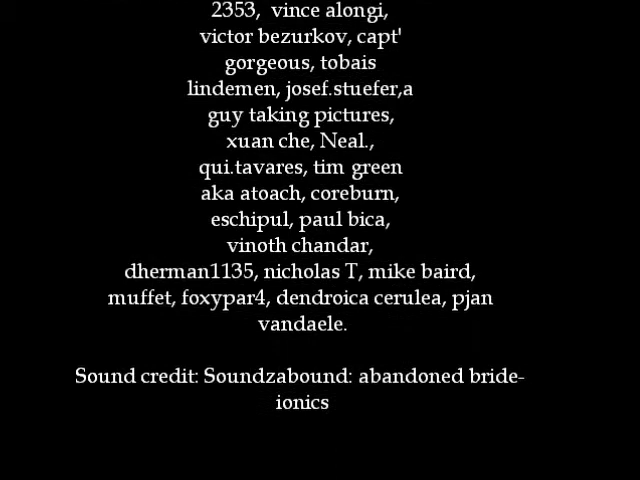 2353,  vince alongi,
victor bezurkov, capt'
gorgeous, tobais
lindemen, josef.stuefer,a
guy taking pictures,
xuan che, Neal.,
qui.tavares, tim green
aka atoach, coreburn,
eschipul, paul bica,
vinoth chandar,
dherman1135, nicholas T, mike baird,
muffet, foxypar4, dendroica cerulea, pjan
vandaele.
Sound credit: Soundzabound: abandoned bride-
ionics